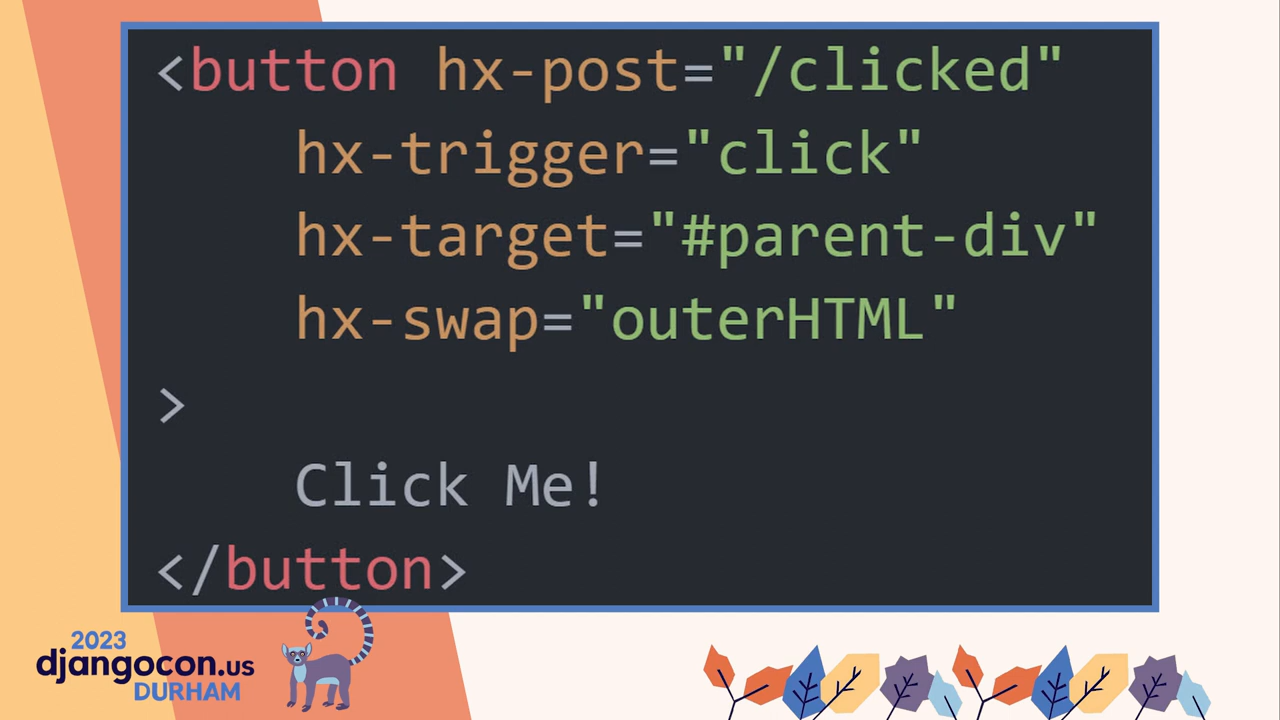 <button hx-post="/clicked"
    hx-trigger="click"
    hx-target="#parent-div"
    hx-swap="outerHTML"
>
    Click Me!
</button>
2023
djangocon.us
DURHAM